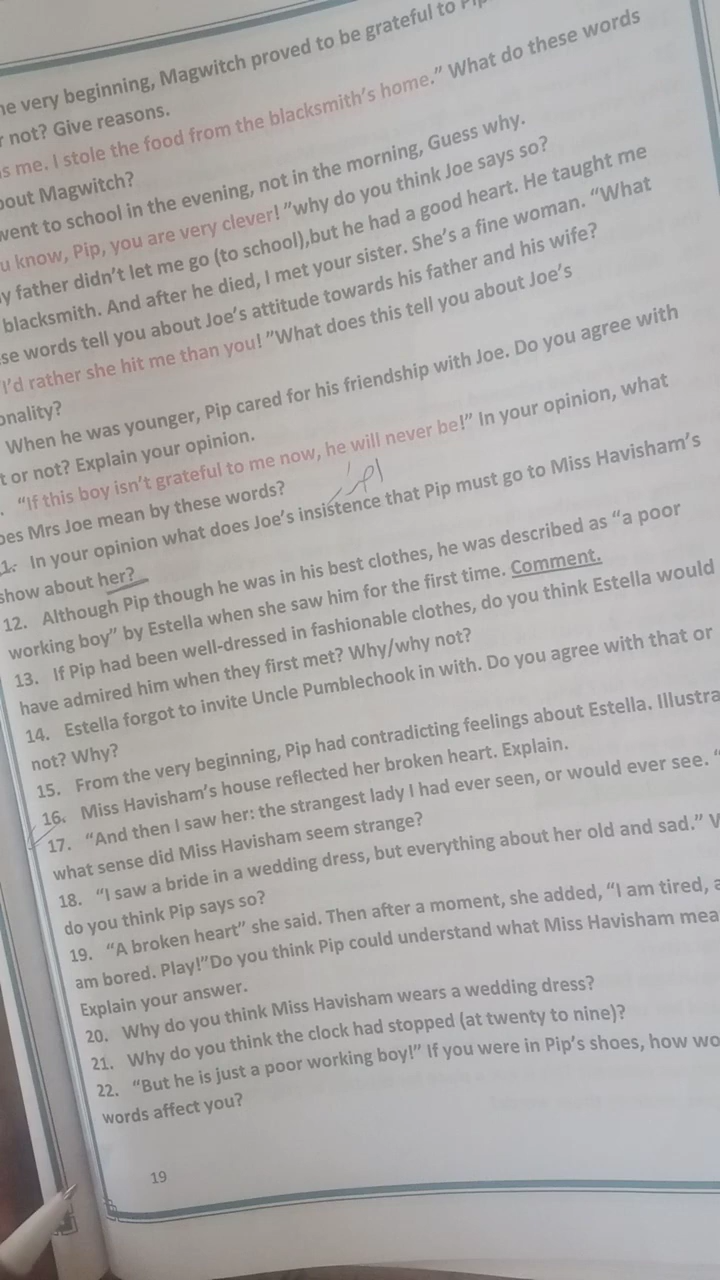 he very beginning, Magwitch proved to be grateful to Pip
r not? Give reasons.
s me. I stole the food from the blacksmith's home." What do these words
bout Magwitch?
went to school in the evening, not in the morning, Guess why.
u know, Pip, you are very clever! "why do you think Joe says so?
y father didn't let me go (to school),but he had a good heart. He taught me
blacksmith. And after he died, I met your sister. She's a fine woman. "What
se words tell you about Joe's attitude towards his father and his wife?
I'd rather she hit me than you! "What does this tell you about Joe's
onality?
When he was younger, Pip cared for his friendship with Joe. Do you agree with
t or not? Explain your opinion.
. "If this boy isn't grateful to me now, he will never be!" In your opinion, what
oes Mrs Joe mean by these words?
1. In your opinion what does Joe's insistence that Pip must go to Miss Havisham's
show about her?
12. Although Pip though he was in his best clothes, he was described as "a poor
working boy" by Estella when she saw him for the first time. Comment.
13. If Pip had been well-dressed in fashionable clothes, do you think Estella would
have admired him when they first met? Why/why not?
14. Estella forgot to invite Uncle Pumblechook in with. Do you agree with that or
not? Why?
15. From the very beginning, Pip had contradicting feelings about Estella. Illustra
16. Miss Havisham's house reflected her broken heart. Explain.
17. "And then I saw her: the strangest lady I had ever seen, or would ever see. "
what sense did Miss Havisham seem strange?
18. "I saw a bride in a wedding dress, but everything about her old and sad." W
do you think Pip says so?
19. "A broken heart" she said. Then after a moment, she added, "I am tired, a
am bored. Play!"Do you think Pip could understand what Miss Havisham mea
Explain your answer.
20. Why do you think Miss Havisham wears a wedding dress?
21. Why do you think the clock had stopped (at twenty to nine)?
22. "But he is just a poor working boy!" If you were in Pip's shoes, how wo
words affect you?
19